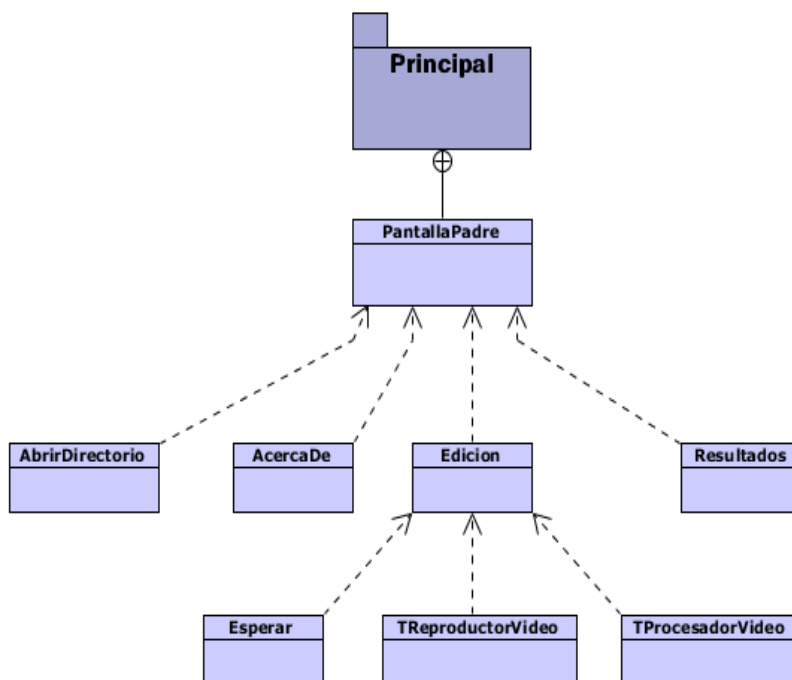 Principal
PantallaPadre
AbrirDirectorio
AcercaDe
Edicion
Resultados
Esperar
TReproductorVideo
TProcesadorVideo